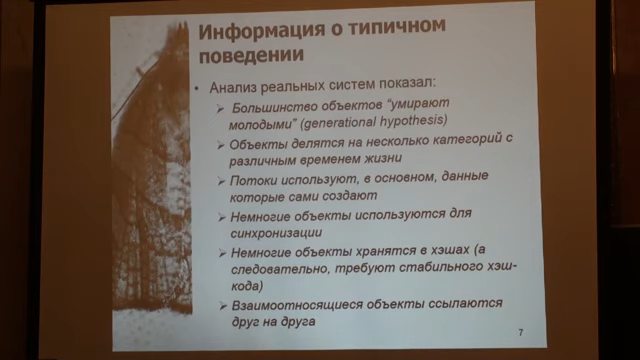 Информация о типичном
поведении
• Анализ реальных систем показал:
➢ Большинство объектов “умирают
молодыми” (generational hypothesis)
➢ Объекты делятся на несколько категорий с
различным временем жизни
➢ Потоки используют, в основном, данные
которые сами создают
➢ Немногие объекты используются для
синхронизации
➢ Немногие объекты хранятся в хэшах (а
следовательно, требуют стабильного хэш-
кода)
➢ Взаимоотносящиеся объекты ссылаются
друг на друга
7